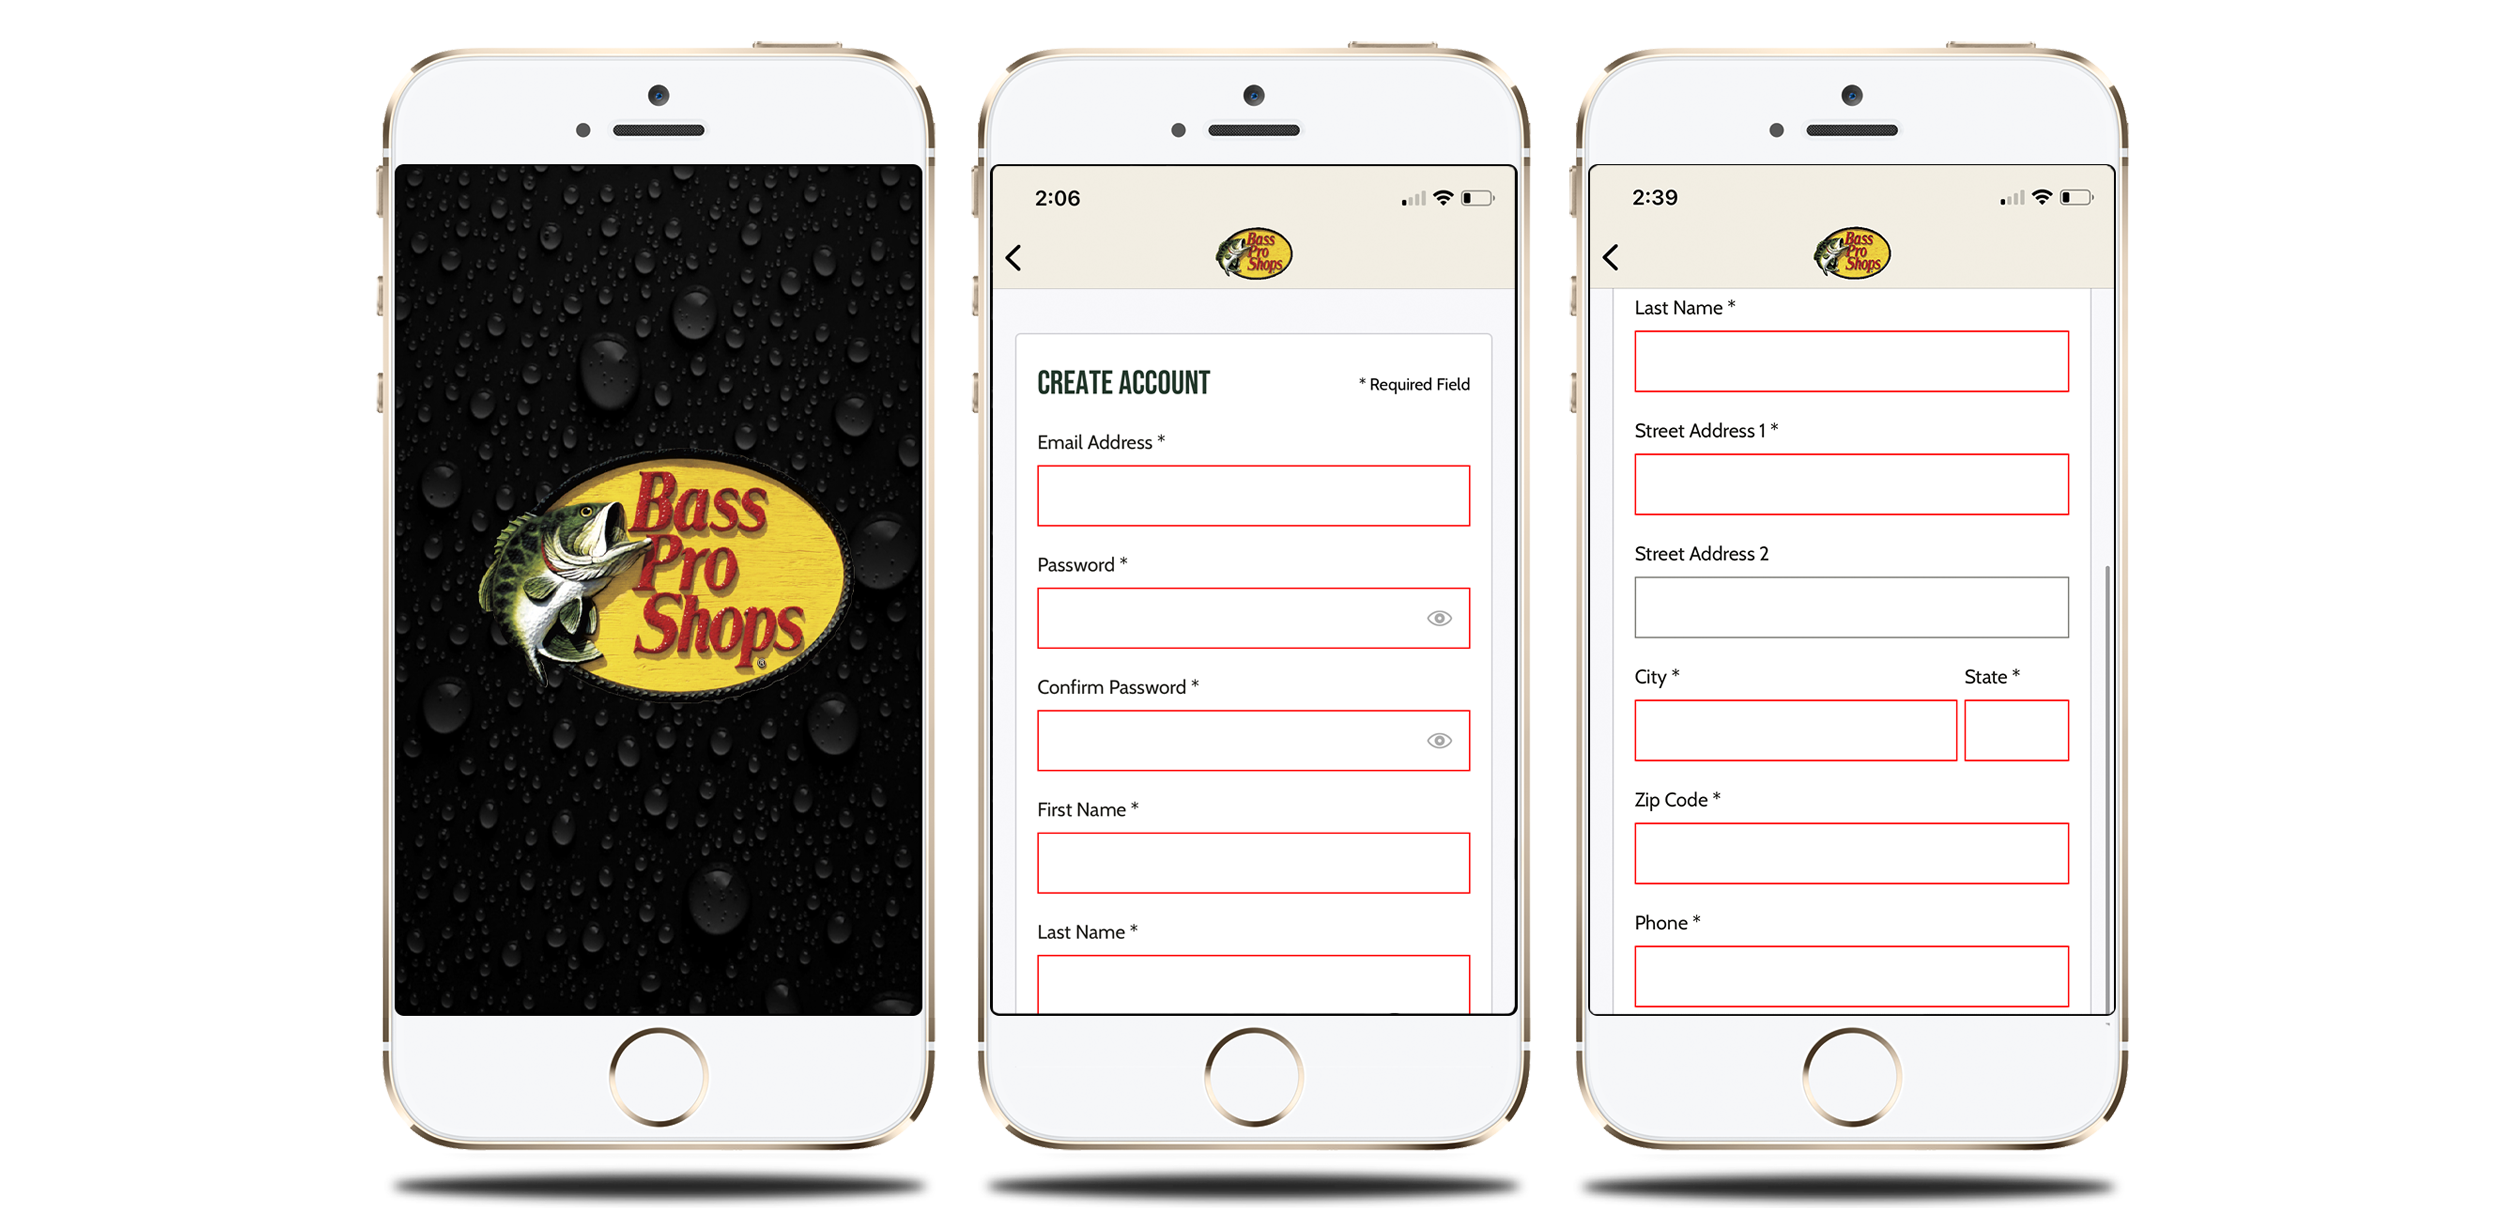 Bass
Pro
Shops
®
2:06
Bass
Pro
Shops
CREATE ACCOUNT
* Required Field
Email Address *
Password *
Confirm Password *
First Name *
Last Name *
2:39
Bass
Pro
Shops
Last Name *
Street Address 1 *
Street Address 2
City *
State *
Zip Code *
Phone *